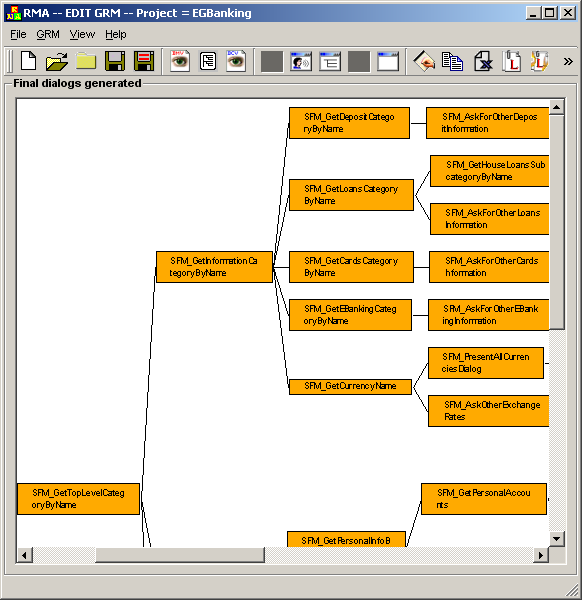 RMA -- EDIT GRM -- Project = EGBanking
File GRM View Help
Final dialogs generated
SFM_GetDepositCatego
ryByName
SFM_AskForOtherDepos
itInformation
SFM_GetLoansCategory
ByName
SFM_GetHouseLoansSub
categoryByName
SFM_AskForOtherLoans
Information
SFM_GetInformationCa
tegoryByName
SFM_GetCardsCategory
ByName
SFM_AskForOtherCards
Information
SFM_GetEBankingCateg
oryByName
SFM_AskForOtherEBank
ingInformation
SFM_GetCurrencyName
SFM_PresentAllCurren
ciesDialog
SFM_AskOtherExchange
Rates
SFM_GetTopLevelCateg
oryByName
SFM_GetPersonalAccou
nts
SFM_GetPersonalInfoB